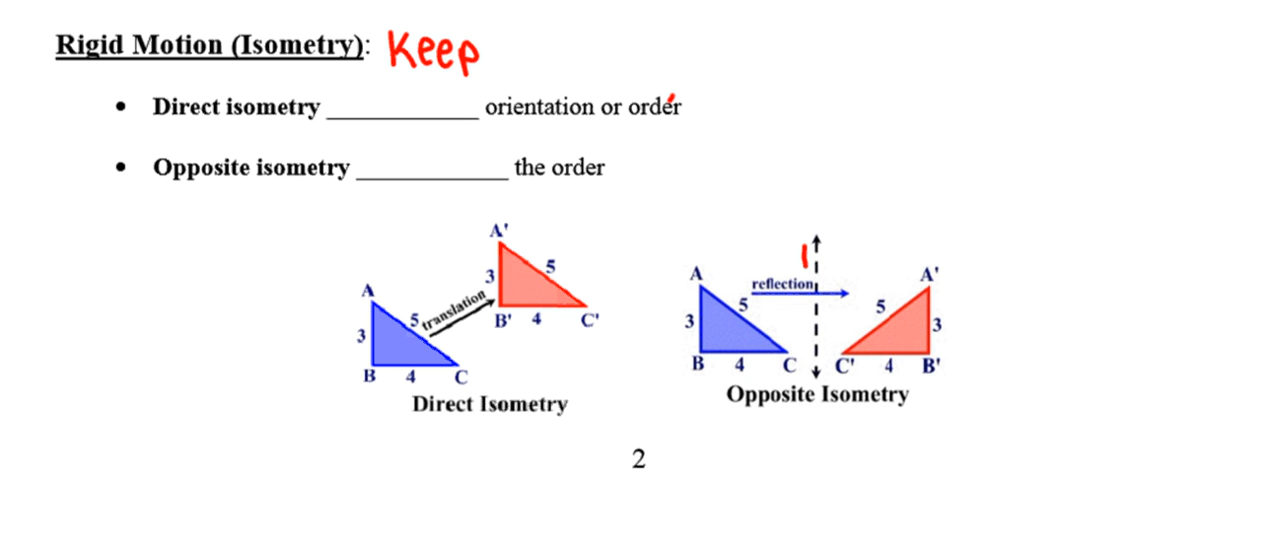 Rigid Motion (Isometry): Keep
• Direct isometry ____________ orientation or order
• Opposite isometry ____________ the order
A'
3 5
B' 4 C'
A
3 5 translation
B 4 C
Direct Isometry
A A'
reflection
3 5 5 3
B 4 C C' 4 B'
Opposite Isometry
2